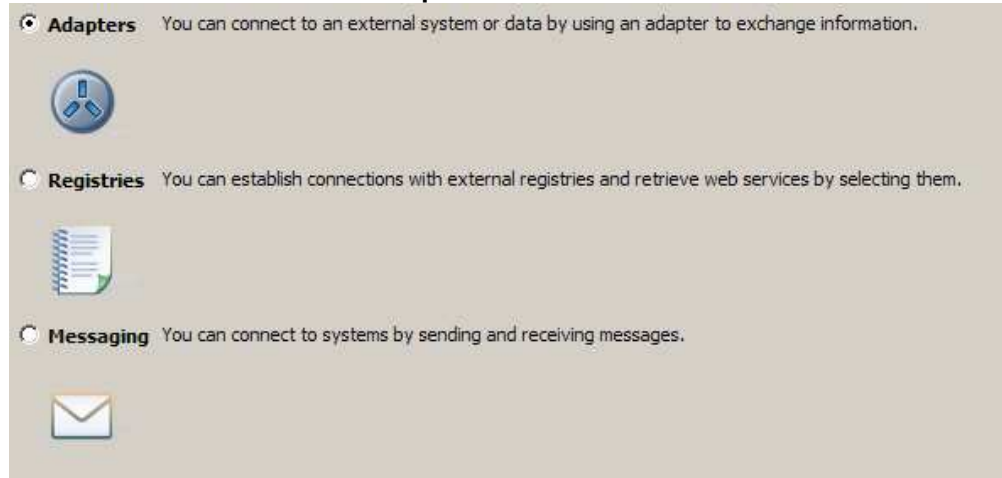 Adapters You can connect to an external system or data by using an adapter to exchange information.
Registries You can establish connections with external registries and retrieve web services by selecting them.
Messaging You can connect to systems by sending and receiving messages.